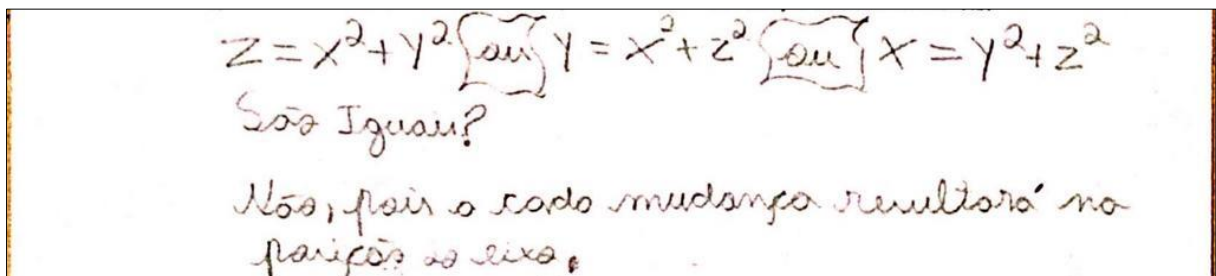 Z = X² + Y² ou Y = X² + Z² ou X = Y² + Z²
São Iguais?
Não, pois a cada mudança resultará na
posição do eixo.